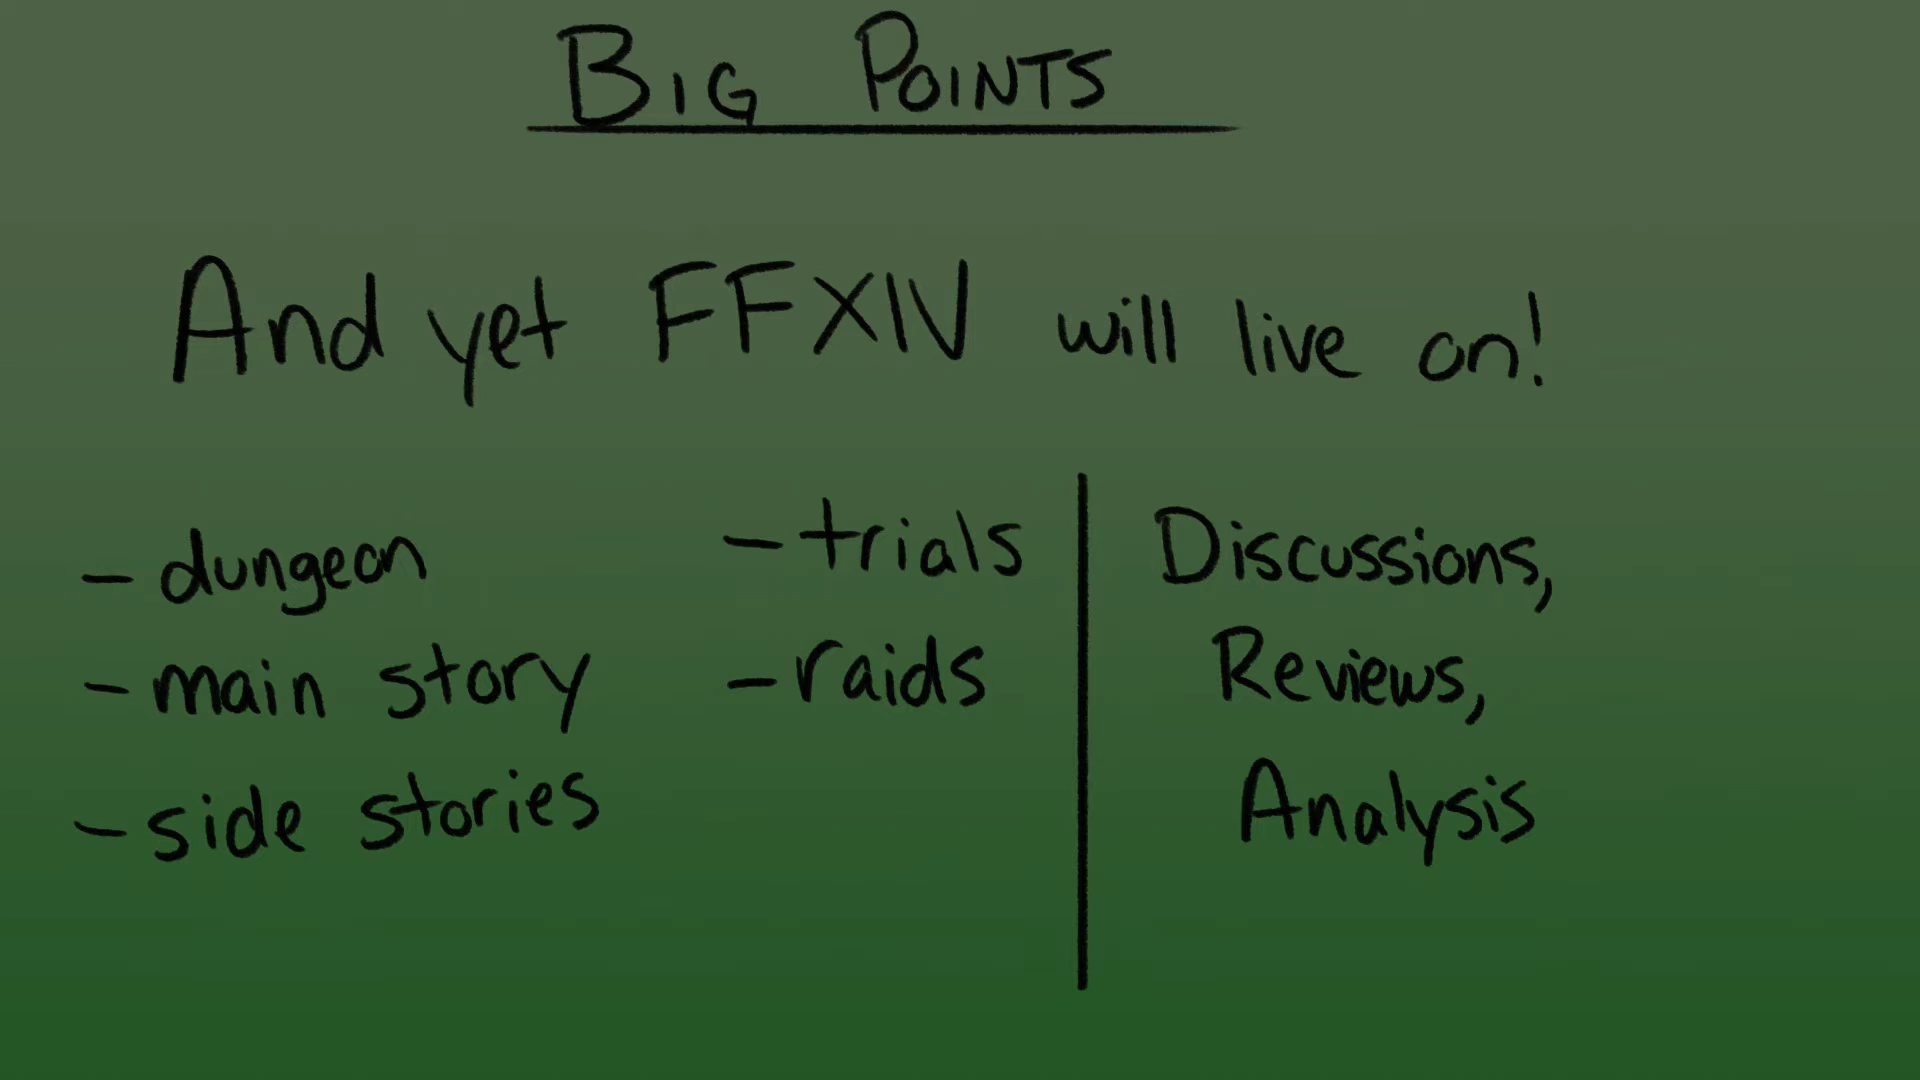 BIG POINTS
And yet FFXIV will live on!
- dungeon
- main story
- side stories
- trials
- raids
Discussions,
Reviews,
Analysis